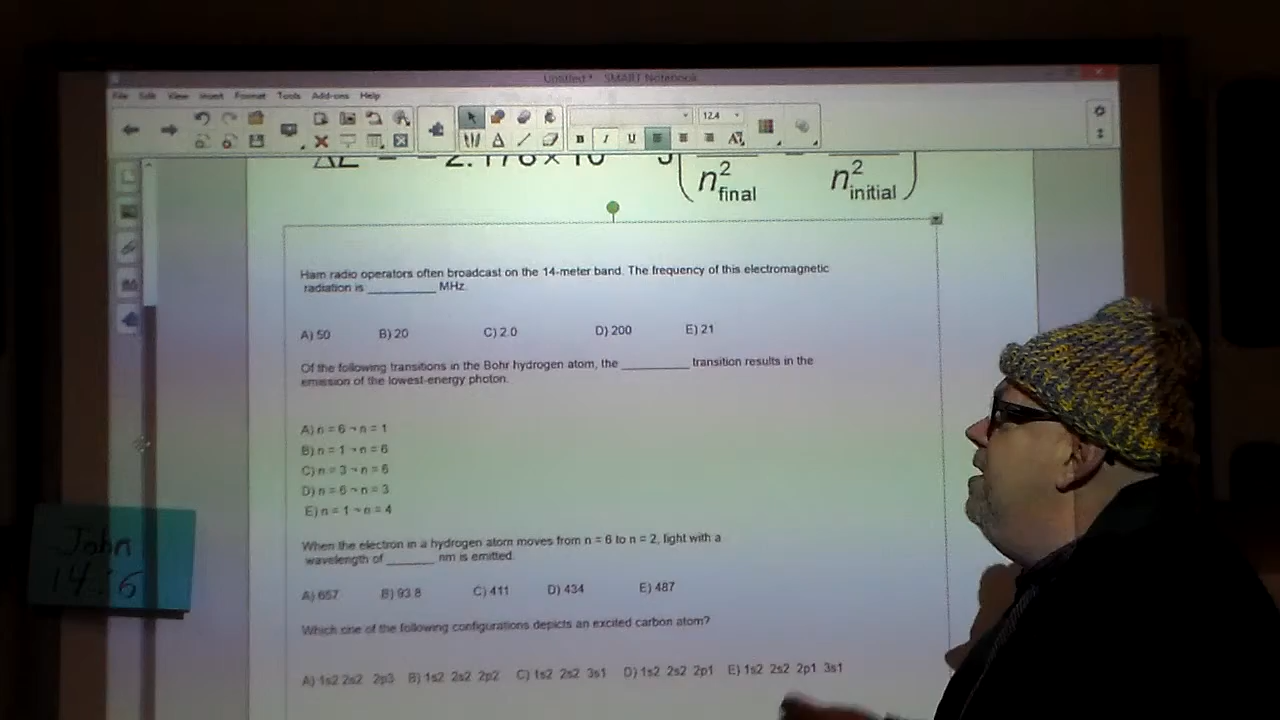 Untitled * - SMART Notebook
File Edit View Insert Format Tools Add-ons Help
12.4
B I U
n² final n² initial
Ham radio operators often broadcast on the 14-meter band. The frequency of this electromagnetic
radiation is __________ MHz.
A) 50 B) 20 C) 2.0 D) 200 E) 21
Of the following transitions in the Bohr hydrogen atom, the __________ transition results in the
emission of the lowest-energy photon.
A) n = 6 ¬ n = 1
B) n = 1 ¬ n = 6
C) n = 3 ¬ n = 6
D) n = 6 ¬ n = 3
E) n = 1 ¬ n = 4
When the electron in a hydrogen atom moves from n = 6 to n = 2, light with a
wavelength of _______ nm is emitted.
A) 657 B) 93.8 C) 411 D) 434 E) 487
Which one of the following configurations depicts an excited carbon atom?
A) 1s2 2s2 2p3 B) 1s2 2s2 2p2 C) 1s2 2s2 3s1 D) 1s2 2s2 2p1 E) 1s2 2s2 2p1 3s1
John
14:6